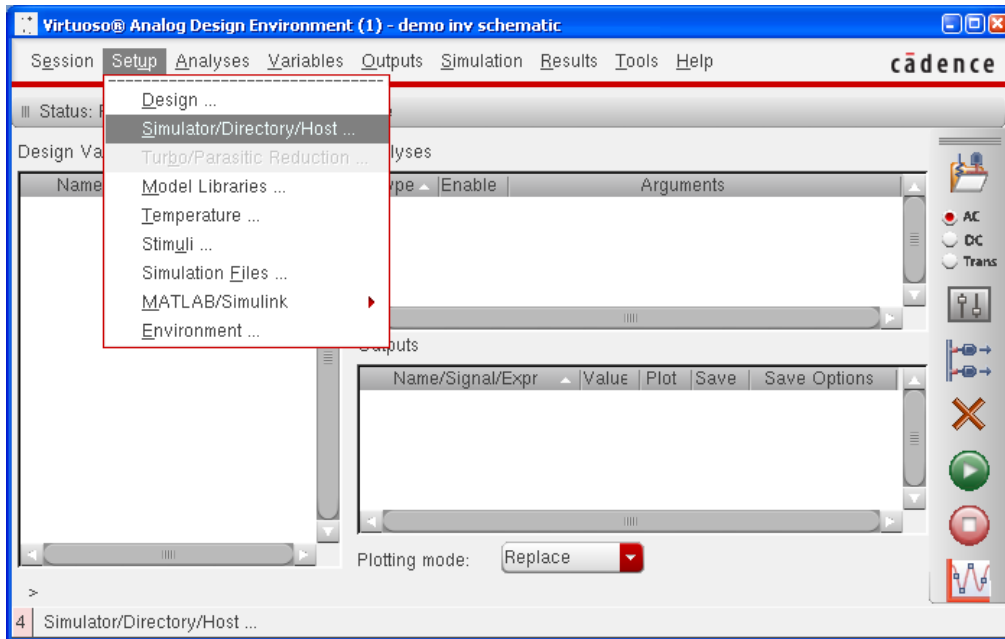 Virtuoso® Analog Design Environment (1) - demo inv schematic
Session Setup Analyses Variables Outputs Simulation Results Tools Help
cādence
Status:
Design ...
Simulator/Directory/Host ...
Turbo/Parasitic Reduction ...
Model Libraries ...
Temperature ...
Stimuli ...
Simulation Files ...
MATLAB/Simulink
Environment ...
Design Va
lyses
Name
ype Enable Arguments
AC
DC
Trans
Outputs
Name/Signal/Expr Value Plot Save Save Options
Plotting mode: Replace
>
4 Simulator/Directory/Host ...